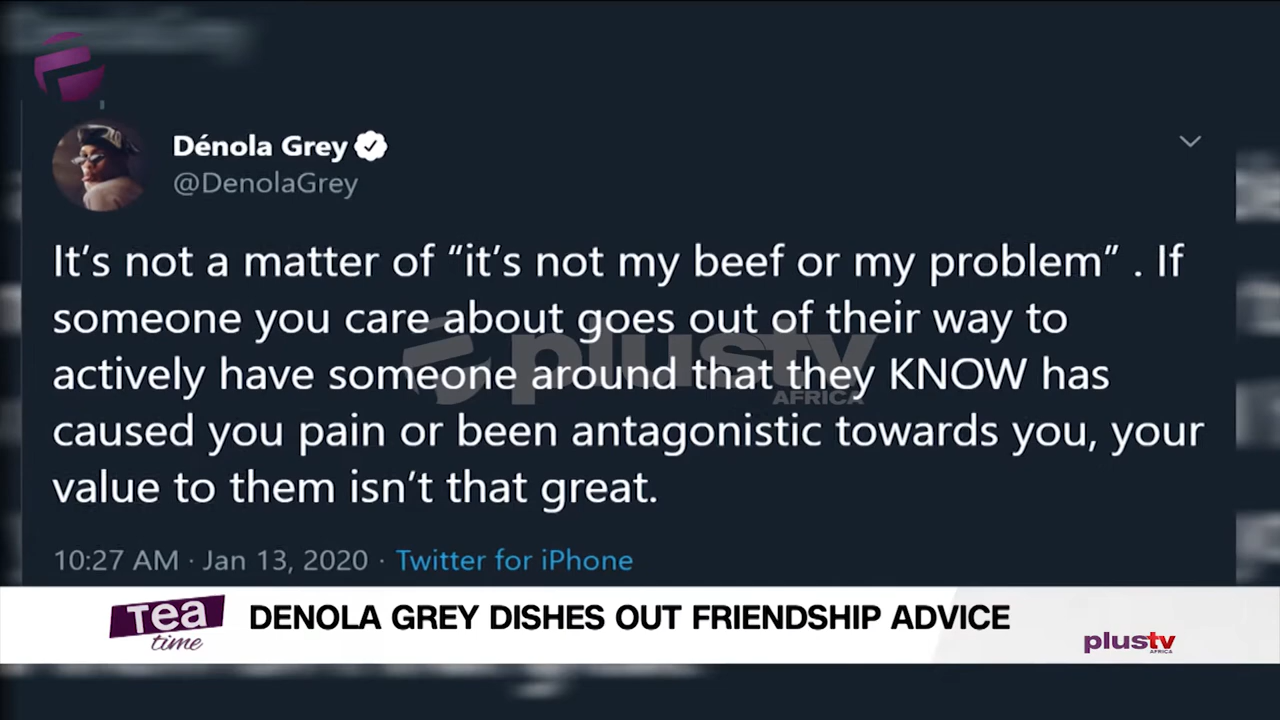 Dénola Grey
@DenolaGrey
It's not a matter of “it's not my beef or my problem” . If
someone you care about goes out of their way to
actively have someone around that they KNOW has
caused you pain or been antagonistic towards you, your
value to them isn't that great.
plustv
AFRICA
10:27 AM · Jan 13, 2020 · Twitter for iPhone
Tea
time
DENOLA GREY DISHES OUT FRIENDSHIP ADVICE
plustv
AFRICA